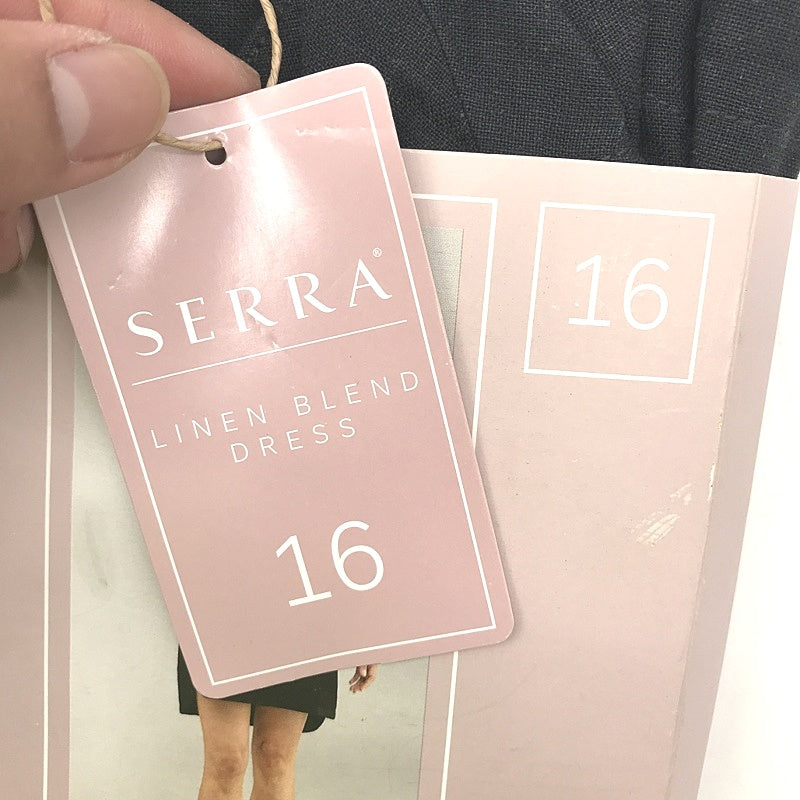 SERRA®
LINEN BLEND
DRESS
16
16